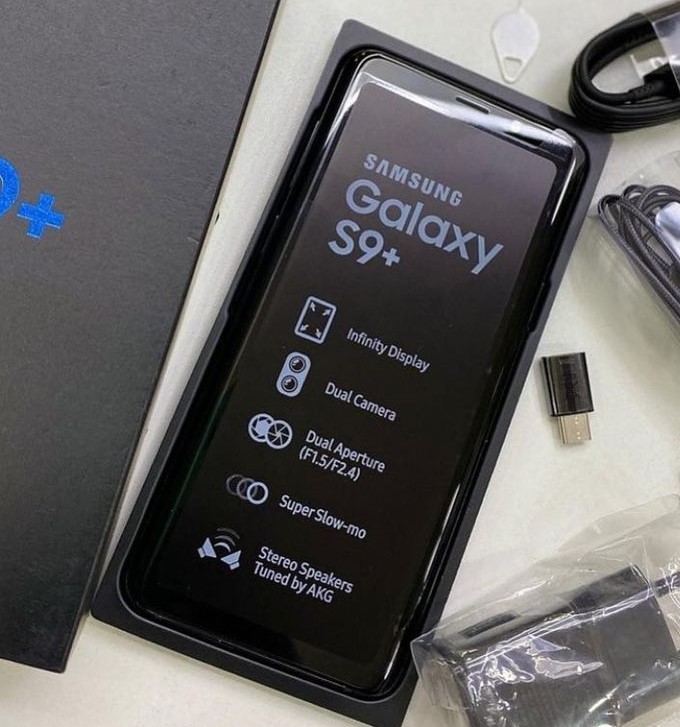 9+
SAMSUNG
Galaxy
S9+
Infinity Display
Dual Camera
Dual Aperture
(F1.5/F2.4)
Super Slow-mo
Stereo Speakers
Tuned by AKG